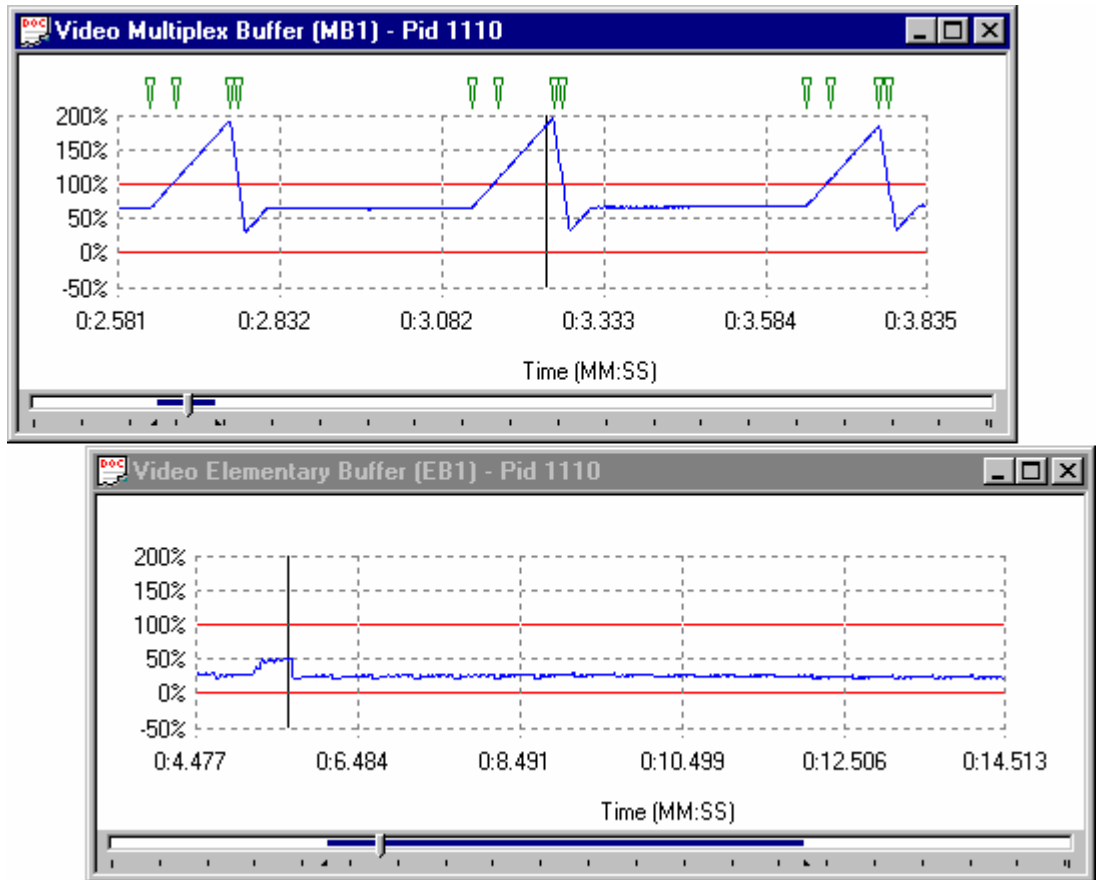 DOC Video Multiplex Buffer (MB1) - Pid 1110
200%
150%
100%
50%
0%
-50%
0:2.581 0:2.832 0:3.082 0:3.333 0:3.584 0:3.835
Time (MM:SS)
DOC Video Elementary Buffer (EB1) - Pid 1110
200%
150%
100%
50%
0%
-50%
0:4.477 0:6.484 0:8.491 0:10.499 0:12.506 0:14.513
Time (MM:SS)